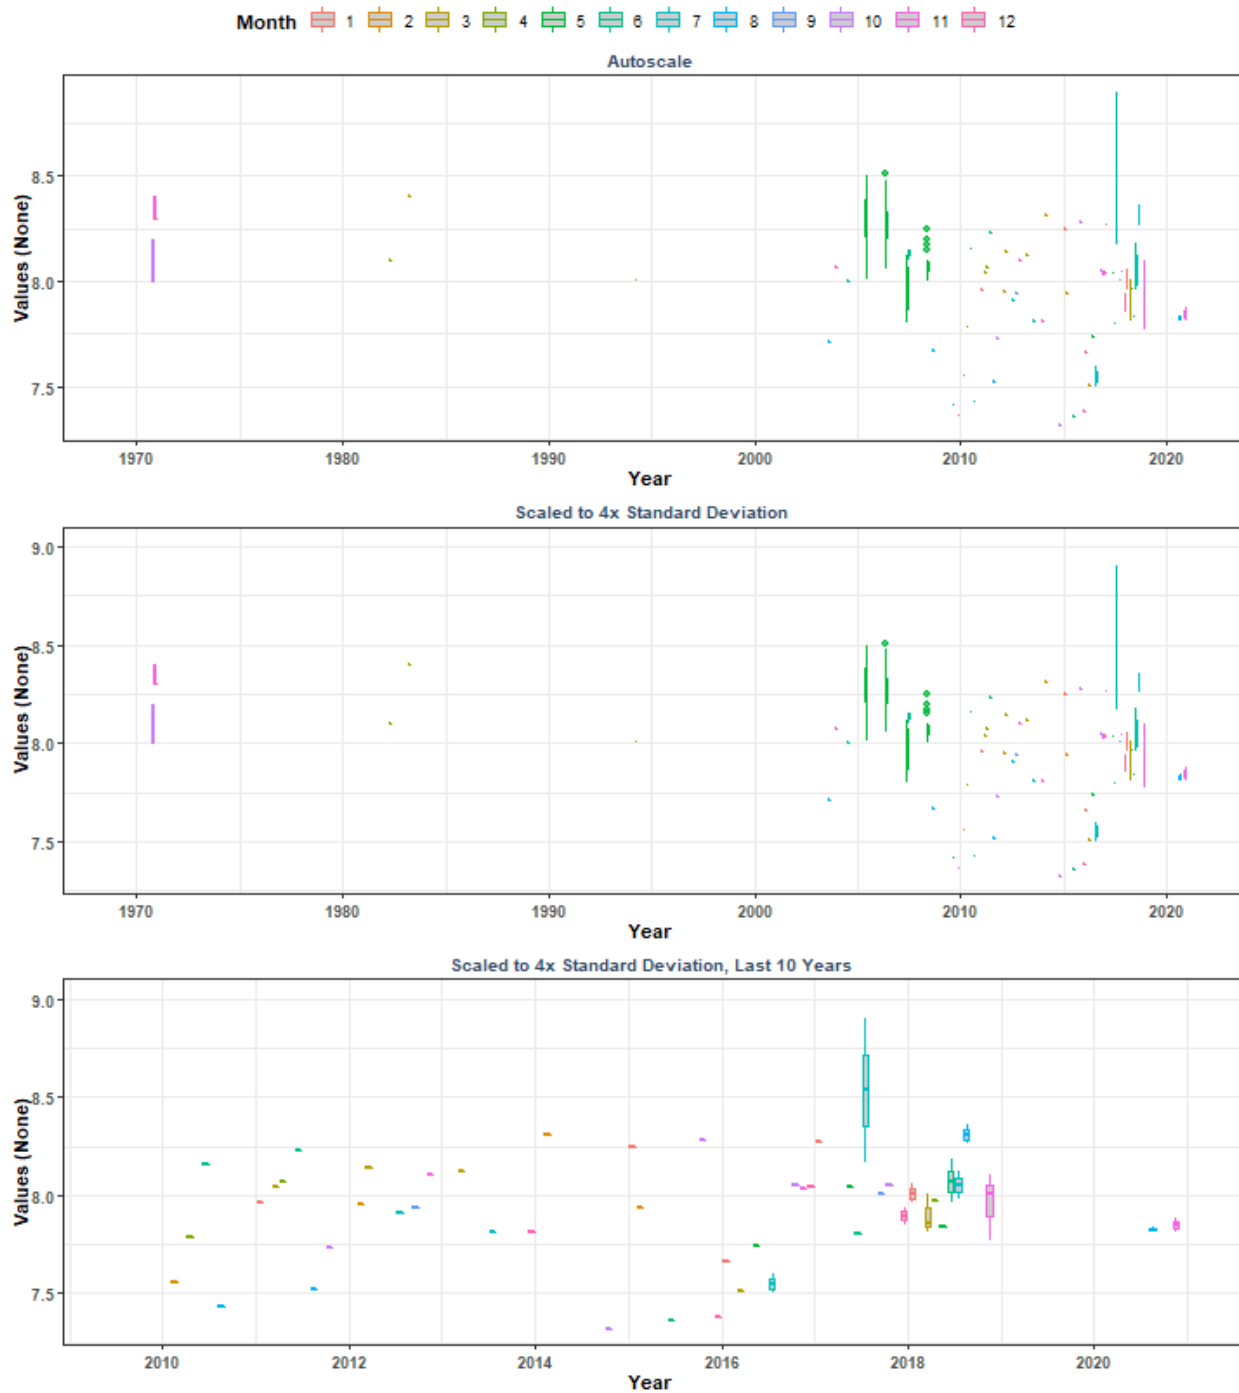 Month 1 2 3 4 5 6 7 8 9 10 11 12
Autoscale
Values (None)
8.5
8.0
7.5
1970 1980 1990 2000 2010 2020
Year
Scaled to 4x Standard Deviation
Values (None)
9.0
8.5
8.0
7.5
1970 1980 1990 2000 2010 2020
Year
Scaled to 4x Standard Deviation, Last 10 Years
Values (None)
9.0
8.5
8.0
7.5
2010 2012 2014 2016 2018 2020
Year